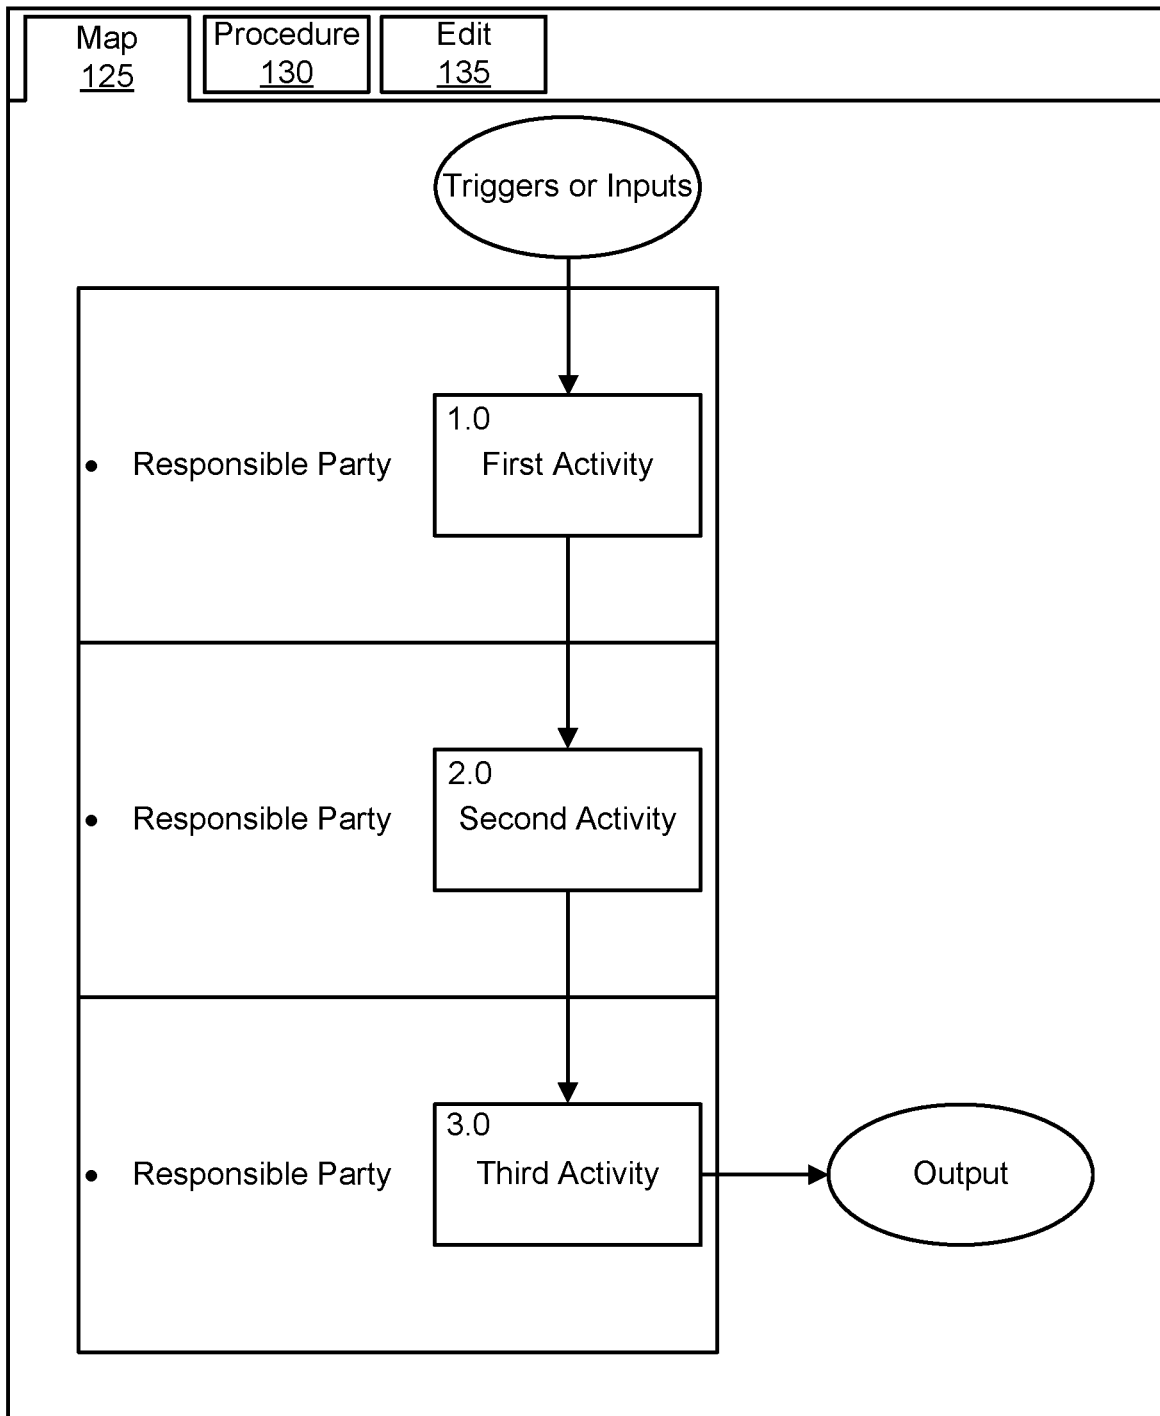 Map
125
Procedure
130
Edit
135
Triggers or Inputs
1.0
• Responsible Party
First Activity
2.0
• Responsible Party
Second Activity
3.0
• Responsible Party
Third Activity
Output